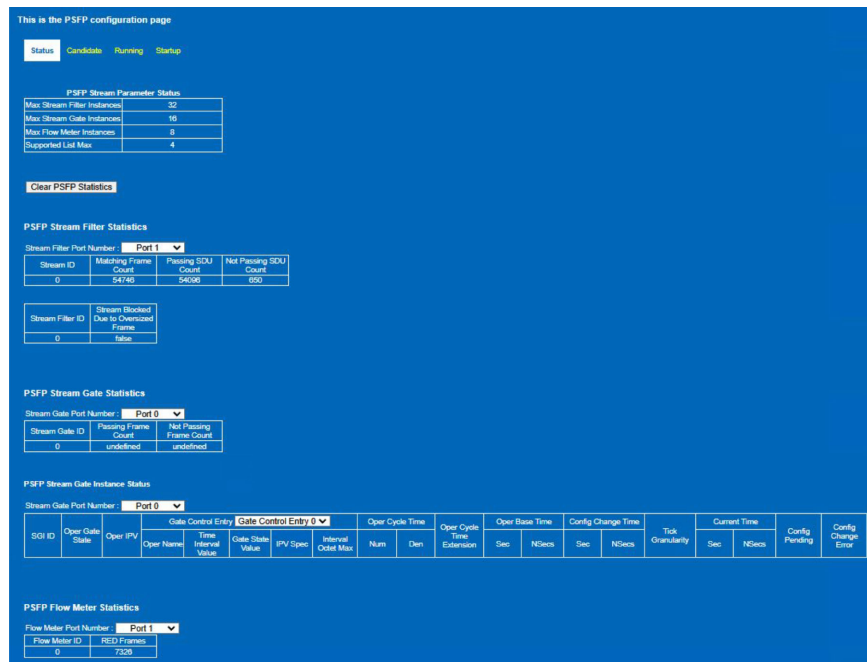 This is the PSFP configuration page
Status Candidate Running Startup
PSFP Stream Parameter Status
Max Stream Filter Instances 32
Max Stream Gate Instances 16
Max Flow Meter Instances 8
Supported List Max 4
Clear PSFP Statistics
PSFP Stream Filter Statistics
Stream Filter Port Number : Port 1
Stream ID Matching Frame Count Passing SDU Count Not Passing SDU Count
0 54746 54096 650
Stream Filter ID Stream Blocked Due to Oversized Frame
0 false
PSFP Stream Gate Statistics
Stream Gate Port Number : Port 0
Stream Gate ID Passing Frame Count Not Passing Frame Count
0 undefined undefined
PSFP Stream Gate Instance Status
Stream Gate Port Number : Port 0
SGI ID Oper Gate State Oper IPV Gate Control Entry Gate Control Entry 0 Oper Cycle Time Oper Cycle Time Extension Oper Base Time Config Change Time Tick Granularity Current Time Config Pending Config Change Error
Oper Name Time Interval Value Gate State Value IPV Spec Interval Octet Max Num Den Sec NSecs Sec NSecs Sec NSecs
PSFP Flow Meter Statistics
Flow Meter Port Number : Port 1
Flow Meter ID RED Frames
0 7326